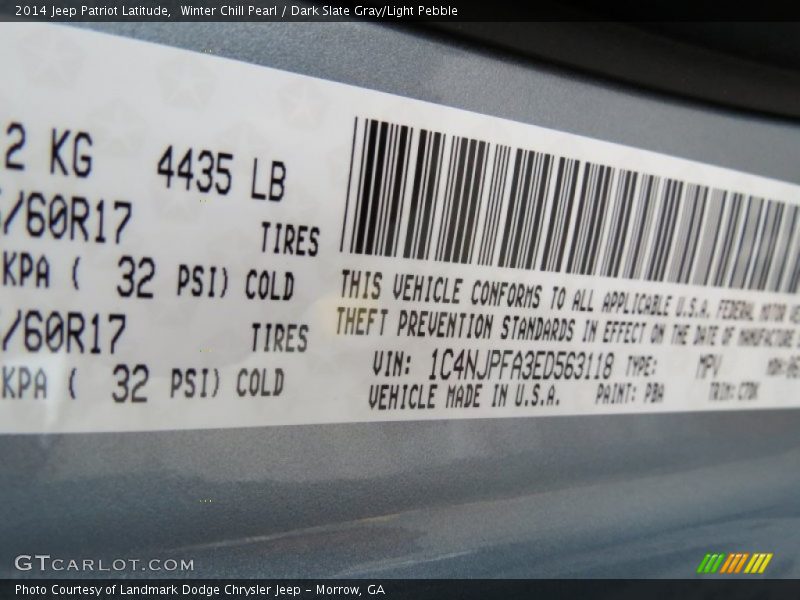 2014 Jeep Patriot Latitude, Winter Chill Pearl / Dark Slate Gray/Light Pebble
2 KG 4435 LB
/60R17 TIRES
KPA ( 32 PSI) COLD
/60R17 TIRES
KPA ( 32 PSI) COLD
THIS VEHICLE CONFORMS TO ALL APPLICABLE U.S.A. FEDERAL MOTOR
THEFT PREVENTION STANDARDS IN EFFECT ON THE DATE OF MANUFACTURE
VIN: 1C4NJPFA3ED563118 TYPE: MPV
VEHICLE MADE IN U.S.A. PAINT: PBA TRIM:
GTCARLOT.COM
Photo Courtesy of Landmark Dodge Chrysler Jeep – Morrow, GA